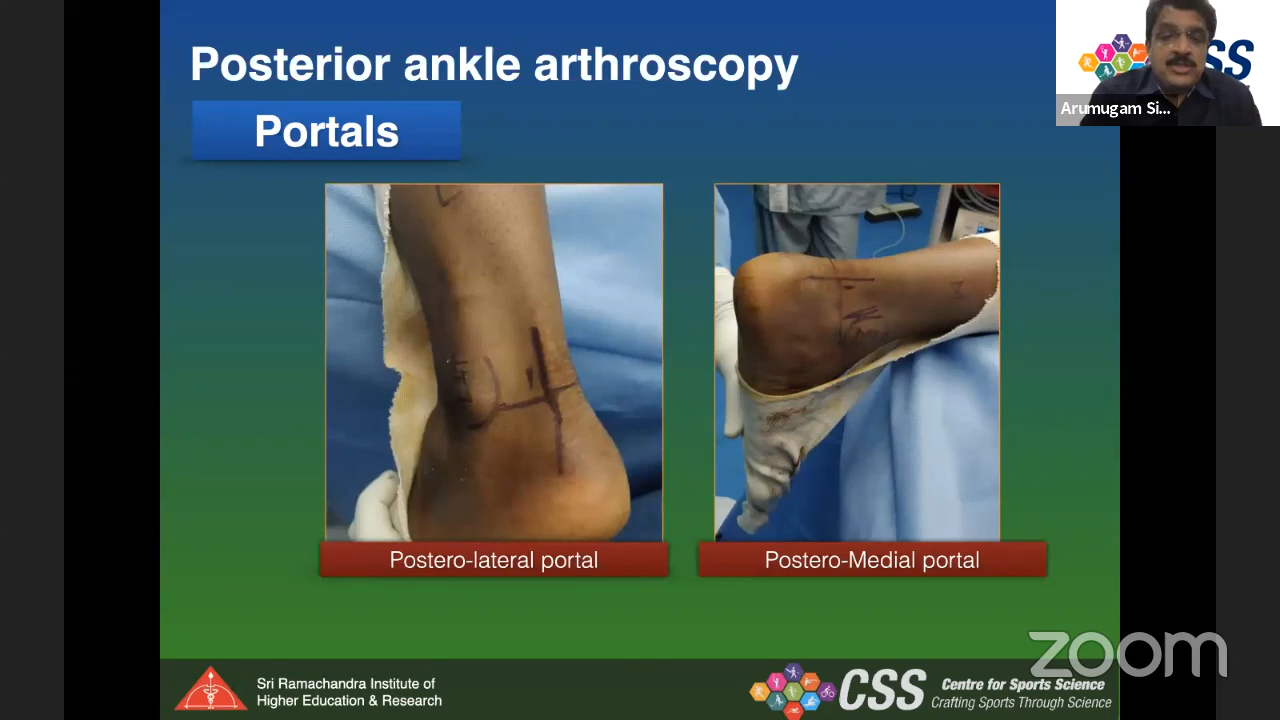 Posterior ankle arthroscopy
Portals
CSS
Arumugam Si...
Postero-lateral portal
Postero-Medial portal
zoom
Sri Ramachandra Institute of
Higher Education & Research
CSS
Centre for Sports Science
Crafting Sports Through Science